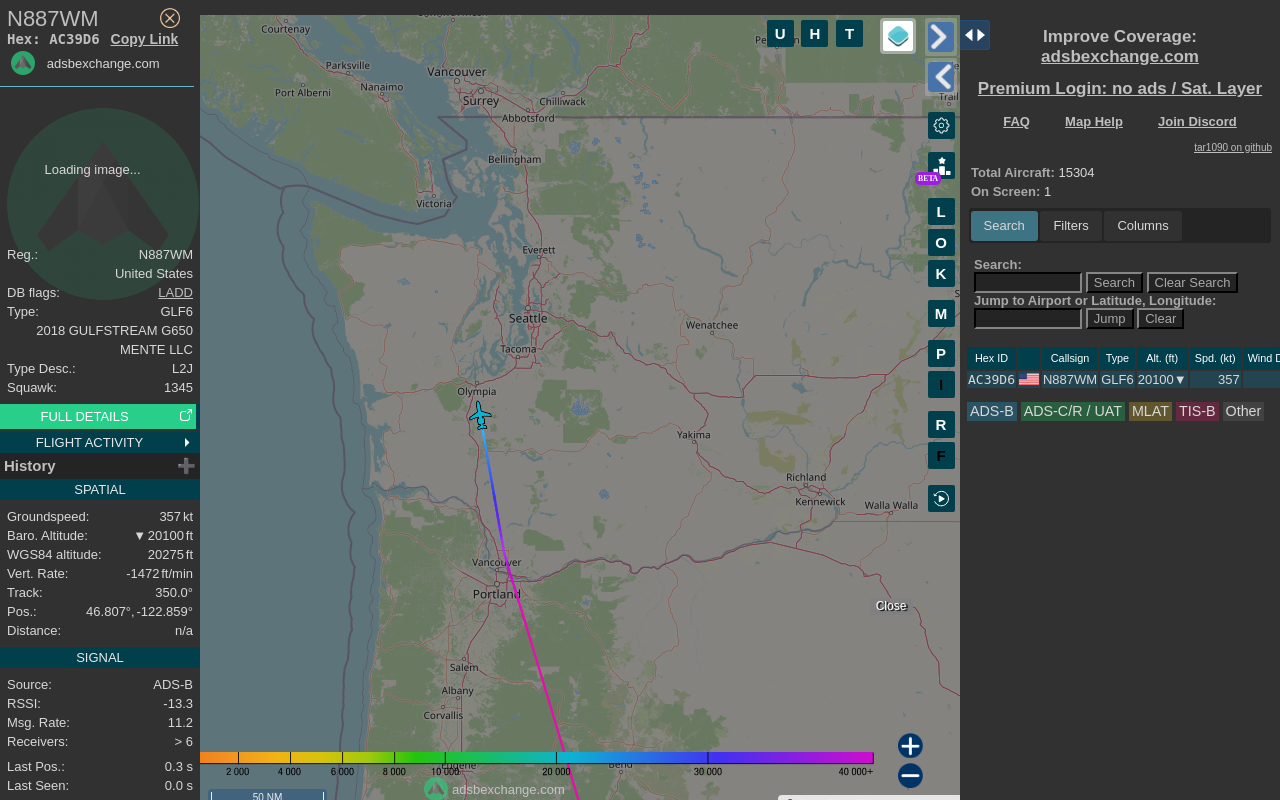 N887WM
Hex: AC39D6 Copy Link
adsbexchange.com
Loading image...
Reg.: N887WM
United States
DB flags: LADD
Type: GLF6
2018 GULFSTREAM G650
MENTE LLC
Type Desc.: L2J
Squawk: 1345
FULL DETAILS
FLIGHT ACTIVITY
History
SPATIAL
Groundspeed: 357 kt
Baro. Altitude: ▼ 20100 ft
WGS84 altitude: 20275 ft
Vert. Rate: -1472 ft/min
Track: 350.0°
Pos.: 46.807°, -122.859°
Distance: n/a
SIGNAL
Source: ADS-B
RSSI: -13.3
Msg. Rate: 11.2
Receivers: > 6
Last Pos.: 0.3 s
Last Seen: 0.0 s
Courtenay
Parksville
Port Alberni
Nanaimo
Vancouver
Surrey
Chilliwack
Abbotsford
Bellingham
Victoria
Everett
Seattle
Tacoma
Olympia
Wenatchee
Yakima
Richland
Kennewick
Walla Walla
Vancouver
Portland
Salem
Albany
Corvallis
Eugene
Bend
Trail
U H T
BETA
L
O
K
M
P
I
R
F
Close
2 000 4 000 6 000 8 000 10 000 20 000 30 000 40 000+
adsbexchange.com
50 NM
Improve Coverage:
adsbexchange.com
Premium Login: no ads / Sat. Layer
FAQ Map Help Join Discord
tar1090 on github
Total Aircraft: 15304
On Screen: 1
Search Filters Columns
Search:
Search Clear Search
Jump to Airport or Latitude, Longitude:
Jump Clear
Hex ID Callsign Type Alt. (ft) Spd. (kt) Wind D
AC39D6 N887WM GLF6 20100▼ 357
ADS-B ADS-C/R / UAT MLAT TIS-B Other